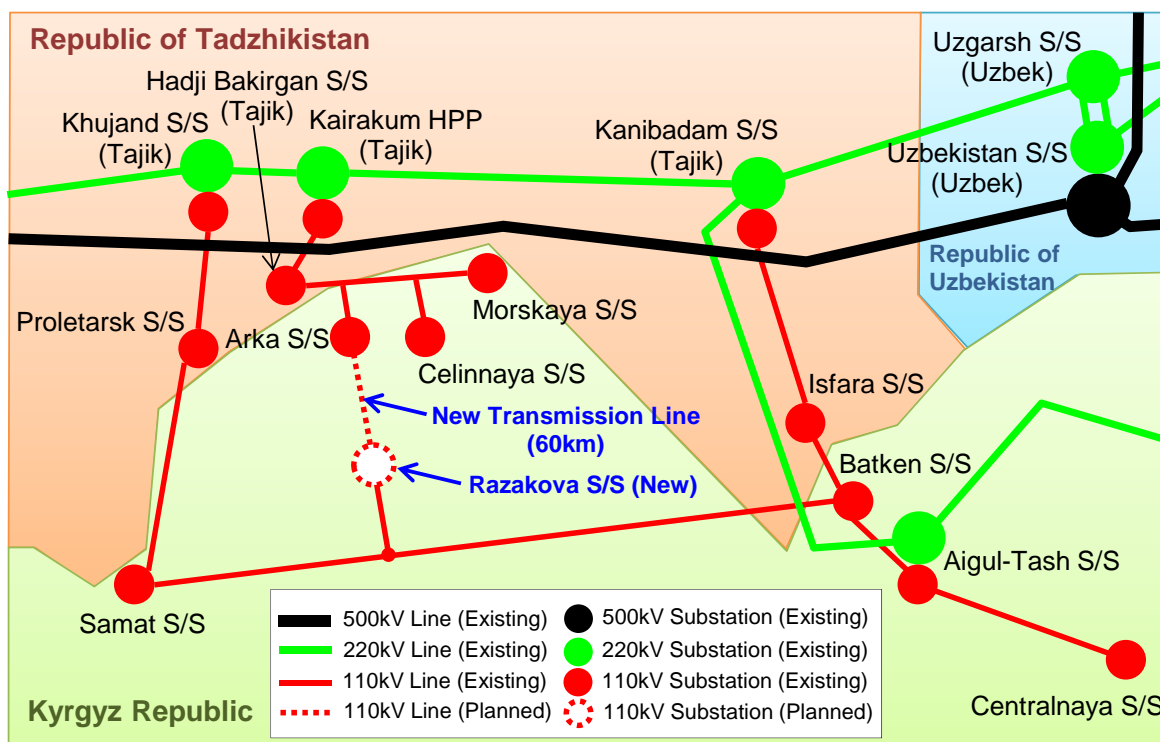 Republic of Tadzhikistan
Uzgarsh S/S
(Uzbek)
Hadji Bakirgan S/S
(Tajik)
Khujand S/S
(Tajik)
Kairakum HPP
(Tajik)
Kanibadam S/S
(Tajik)
Uzbekistan S/S
(Uzbek)
Republic of
Uzbekistan
Proletarsk S/S
Arka S/S
Morskaya S/S
Celinnaya S/S
Isfara S/S
New Transmission Line
(60km)
Batken S/S
Razakova S/S (New)
Aigul-Tash S/S
Samat S/S
500kV Line (Existing)
500kV Substation (Existing)
220kV Line (Existing)
220kV Substation (Existing)
110kV Line (Existing)
110kV Substation (Existing)
110kV Line (Planned)
110kV Substation (Planned)
Kyrgyz Republic
Centralnaya S/S